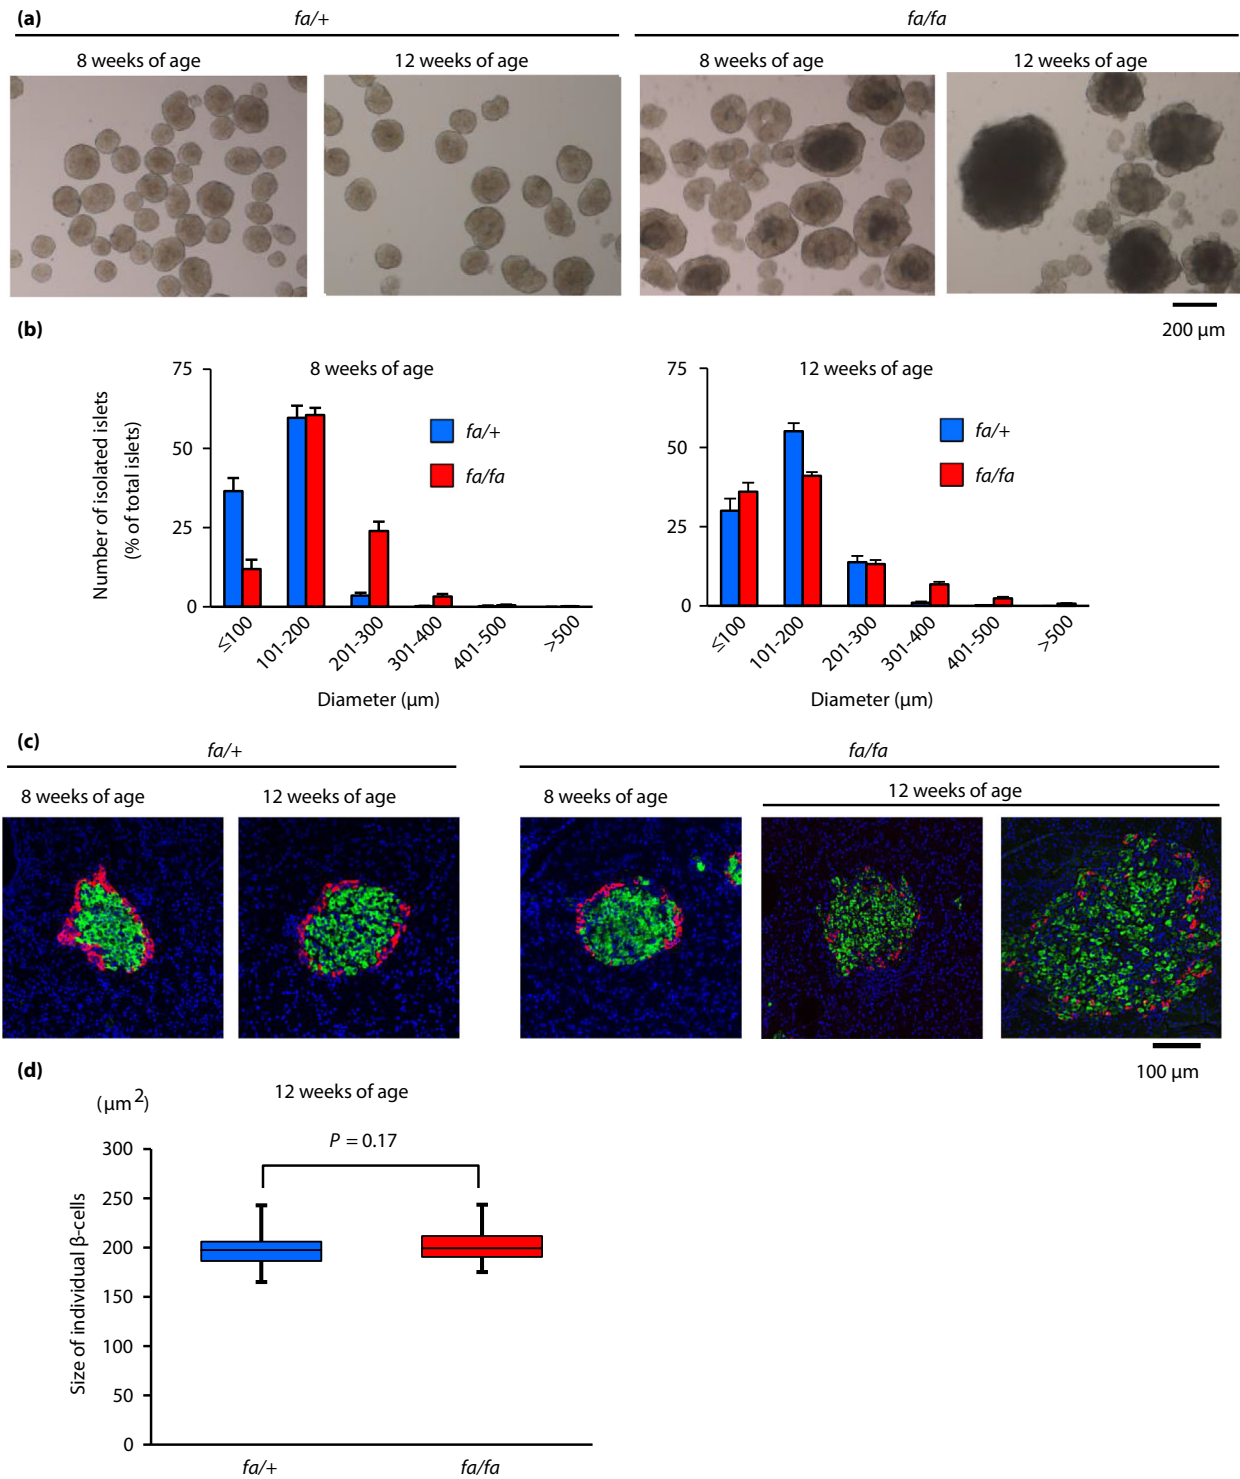 (a)
fa/+
fa/fa
8 weeks of age
12 weeks of age
8 weeks of age
12 weeks of age
200 µm
(b)
Number of isolated islets
(% of total islets)
75
50
25
0
8 weeks of age
fa/+
fa/fa
≤100
101-200
201-300
301-400
401-500
>500
Diameter (µm)
75
50
25
0
12 weeks of age
fa/+
fa/fa
≤100
101-200
201-300
301-400
401-500
>500
Diameter (µm)
(c)
fa/+
fa/fa
8 weeks of age
12 weeks of age
8 weeks of age
12 weeks of age
100 µm
(d)
(µm²)
12 weeks of age
P = 0.17
Size of individual β-cells
300
250
200
150
100
50
0
fa/+
fa/fa